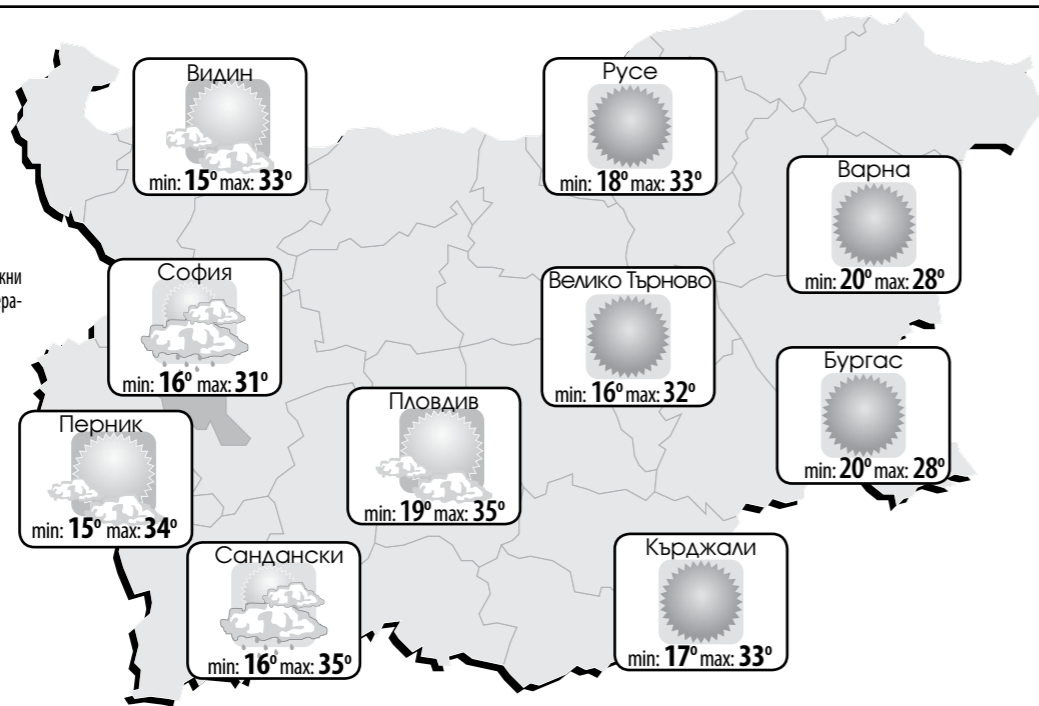 Видин
min: 15° max: 33°
Русе
min: 18° max: 33°
Варна
min: 20° max: 28°
София
min: 16° max: 31°
Велико Търново
min: 16° max: 32°
Бургас
min: 20° max: 28°
Пловдив
min: 19° max: 35°
Перник
min: 15° max: 34°
Сандански
min: 16° max: 35°
Кърджали
min: 17° max: 33°